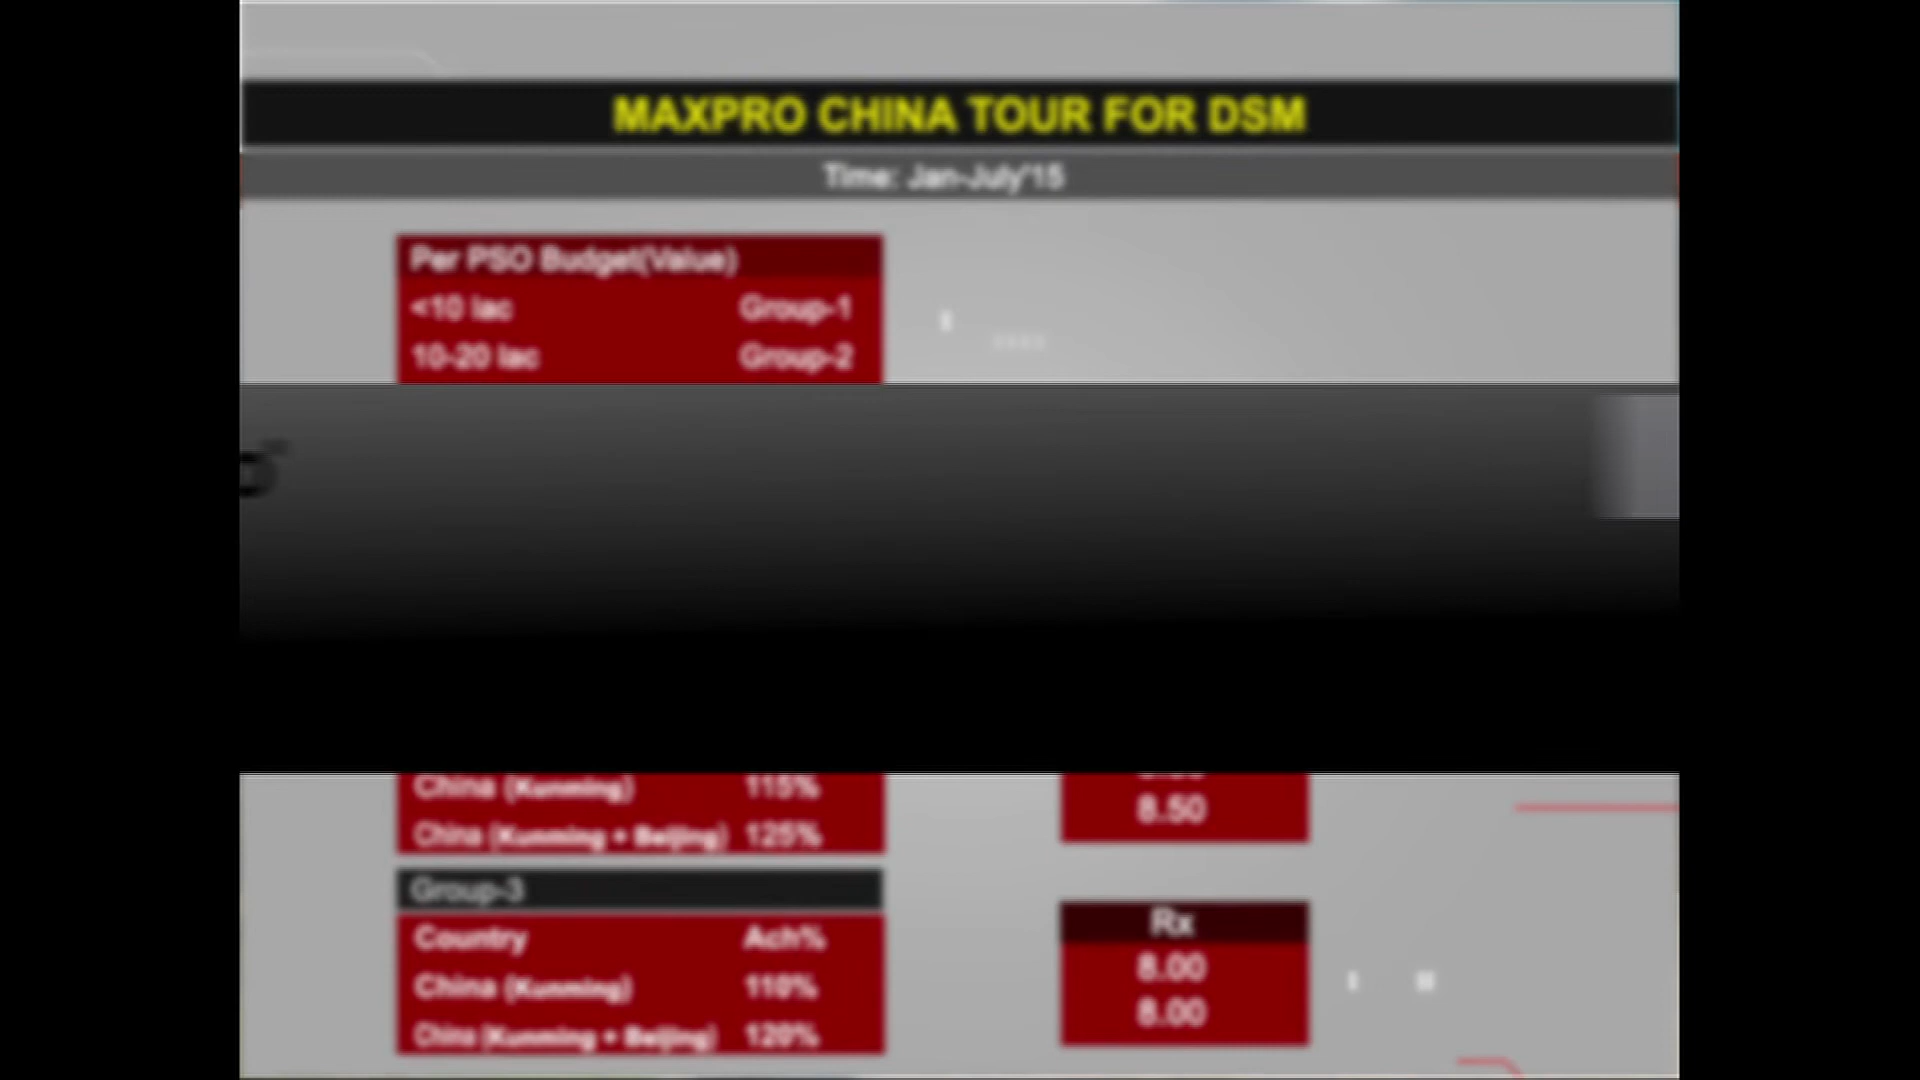 MAXPRO CHINA TOUR FOR DSM
Time: Jan-July'15
Per PSO Budget(Value)
<10 lac Group-1
10-20 lac Group-2
China (Kunming) 115%
8.50
China (Kunming + Beijing) 125%
Group-3
Rx
Country Ach%
8.00
China (Kunming) 110%
8.00
China (Kunming + Beijing) 120%